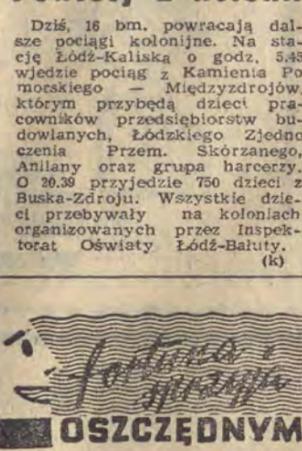 Dziś, 16 bm. powracają dal-
sze pociągi kolonijne. Na sta-
cję Łódź-Kaliska o godz. 5.45
wjedzie pociąg z Kamienia Po
morskiego — Międzyzdrojów,
którym przybędą dzieci pra-
cowników przedsiębiorstw bu-
dowlanych, Łódzkiego Zjedno
czenia Przem. Skórzanego,
Anilany oraz grupa harcerzy.
O 20.39 przyjedzie 750 dzieci z
Buska-Zdroju. Wszystkie dzie-
ci przebywały na koloniach
organizowanych przez Inspek-
torat Oświaty Łódź-Bałuty.
(k)
fortuna
sprzyja
OSZCZĘDNYM